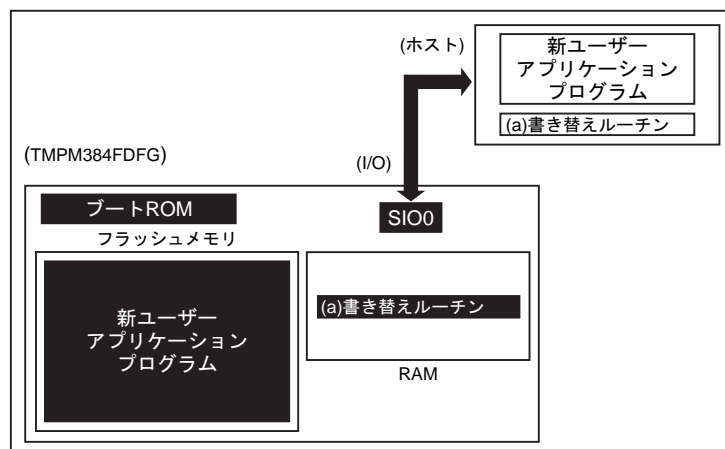 (ホスト)
新ユーザー
アプリケーション
プログラム
(a)書き替えルーチン
(TMPM384FDFG)
(I/O)
ブートROM
SIO0
フラッシュメモリ
新ユーザー
アプリケーション
プログラム
(a)書き替えルーチン
RAM